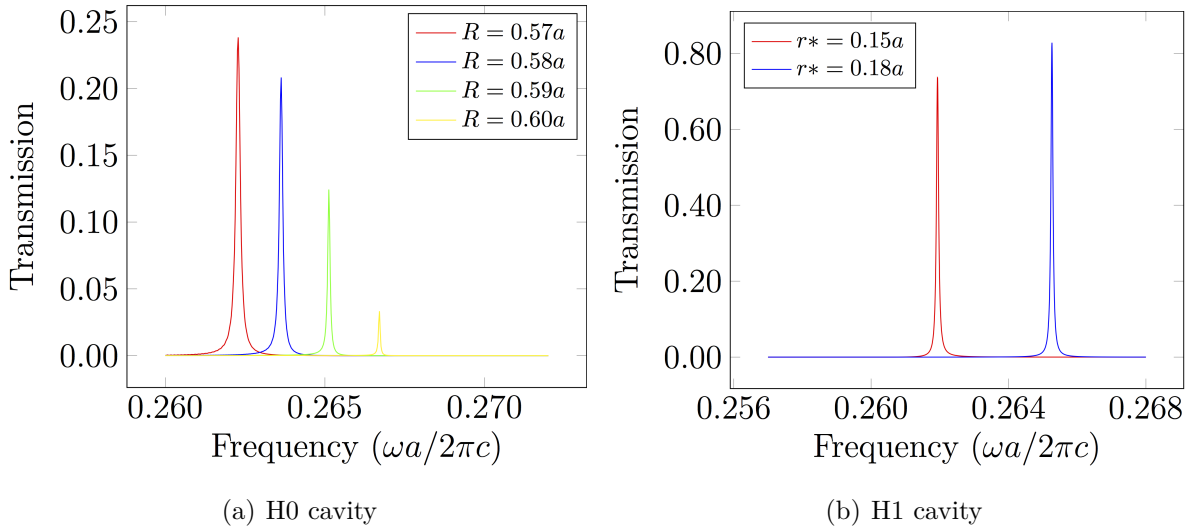 0.25
0.20
0.15
0.10
0.05
0.00
Transmission
R = 0.57a
R = 0.58a
R = 0.59a
R = 0.60a
0.260
0.265
0.270
Frequency (ωa/2πc)
(a) H0 cavity
0.80
0.60
0.40
0.20
0.00
Transmission
r* = 0.15a
r* = 0.18a
0.256
0.260
0.264
0.268
Frequency (ωa/2πc)
(b) H1 cavity